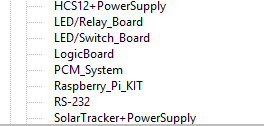 HCS12+PowerSupply
LED/Relay_Board
LED/Switch_Board
LogicBoard
PCM_System
Raspberry_Pi_KIT
RS-232
SolarTracker+PowerSupply